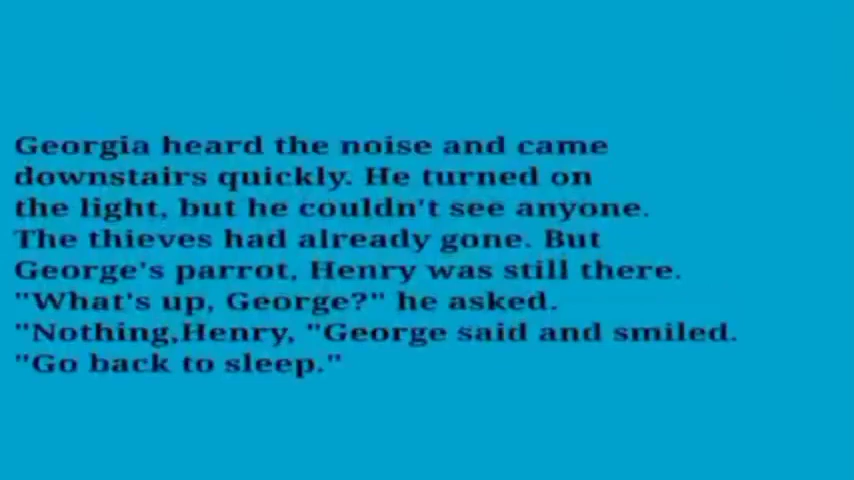 Georgia heard the noise and came
downstairs quickly. He turned on
the light, but he couldn't see anyone.
The thieves had already gone. But
George's parrot, Henry was still there.
"What's up, George?" he asked.
"Nothing,Henry, "George said and smiled.
"Go back to sleep."